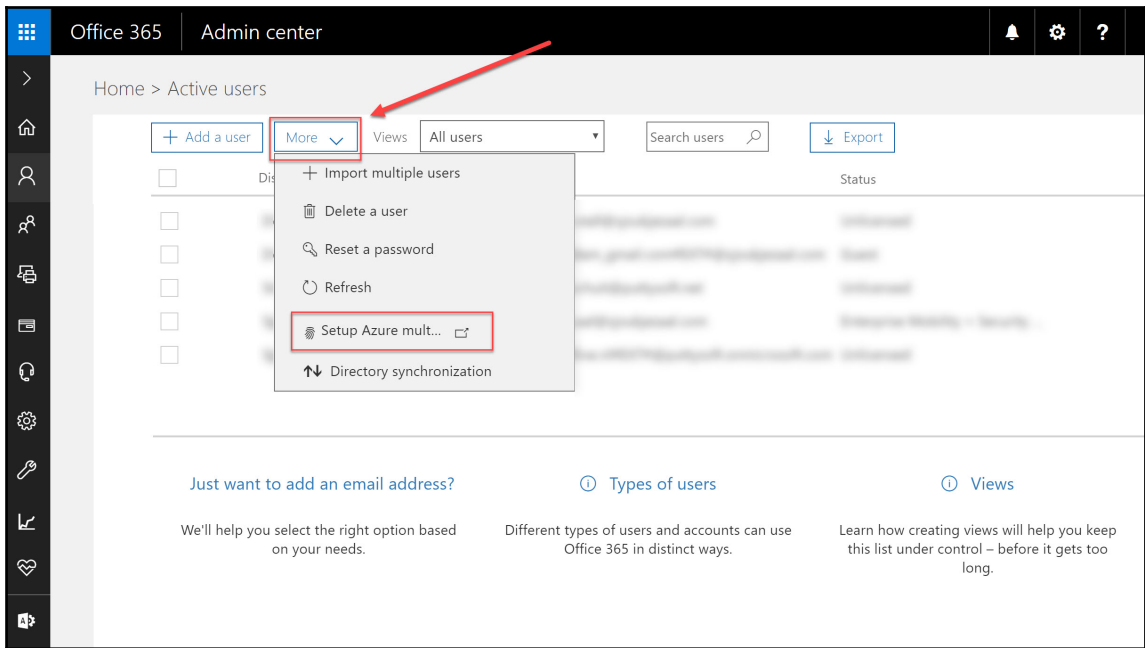 Office 365 Admin center
?
Home > Active users
+ Add a user More Views All users Search users Export
Status
+ Import multiple users
Delete a user
Reset a password
Refresh
Setup Azure mult...
Directory synchronization
Just want to add an email address?
We'll help you select the right option based
on your needs.
Types of users
Different types of users and accounts can use
Office 365 in distinct ways.
Views
Learn how creating views will help you keep
this list under control – before it gets too
long.